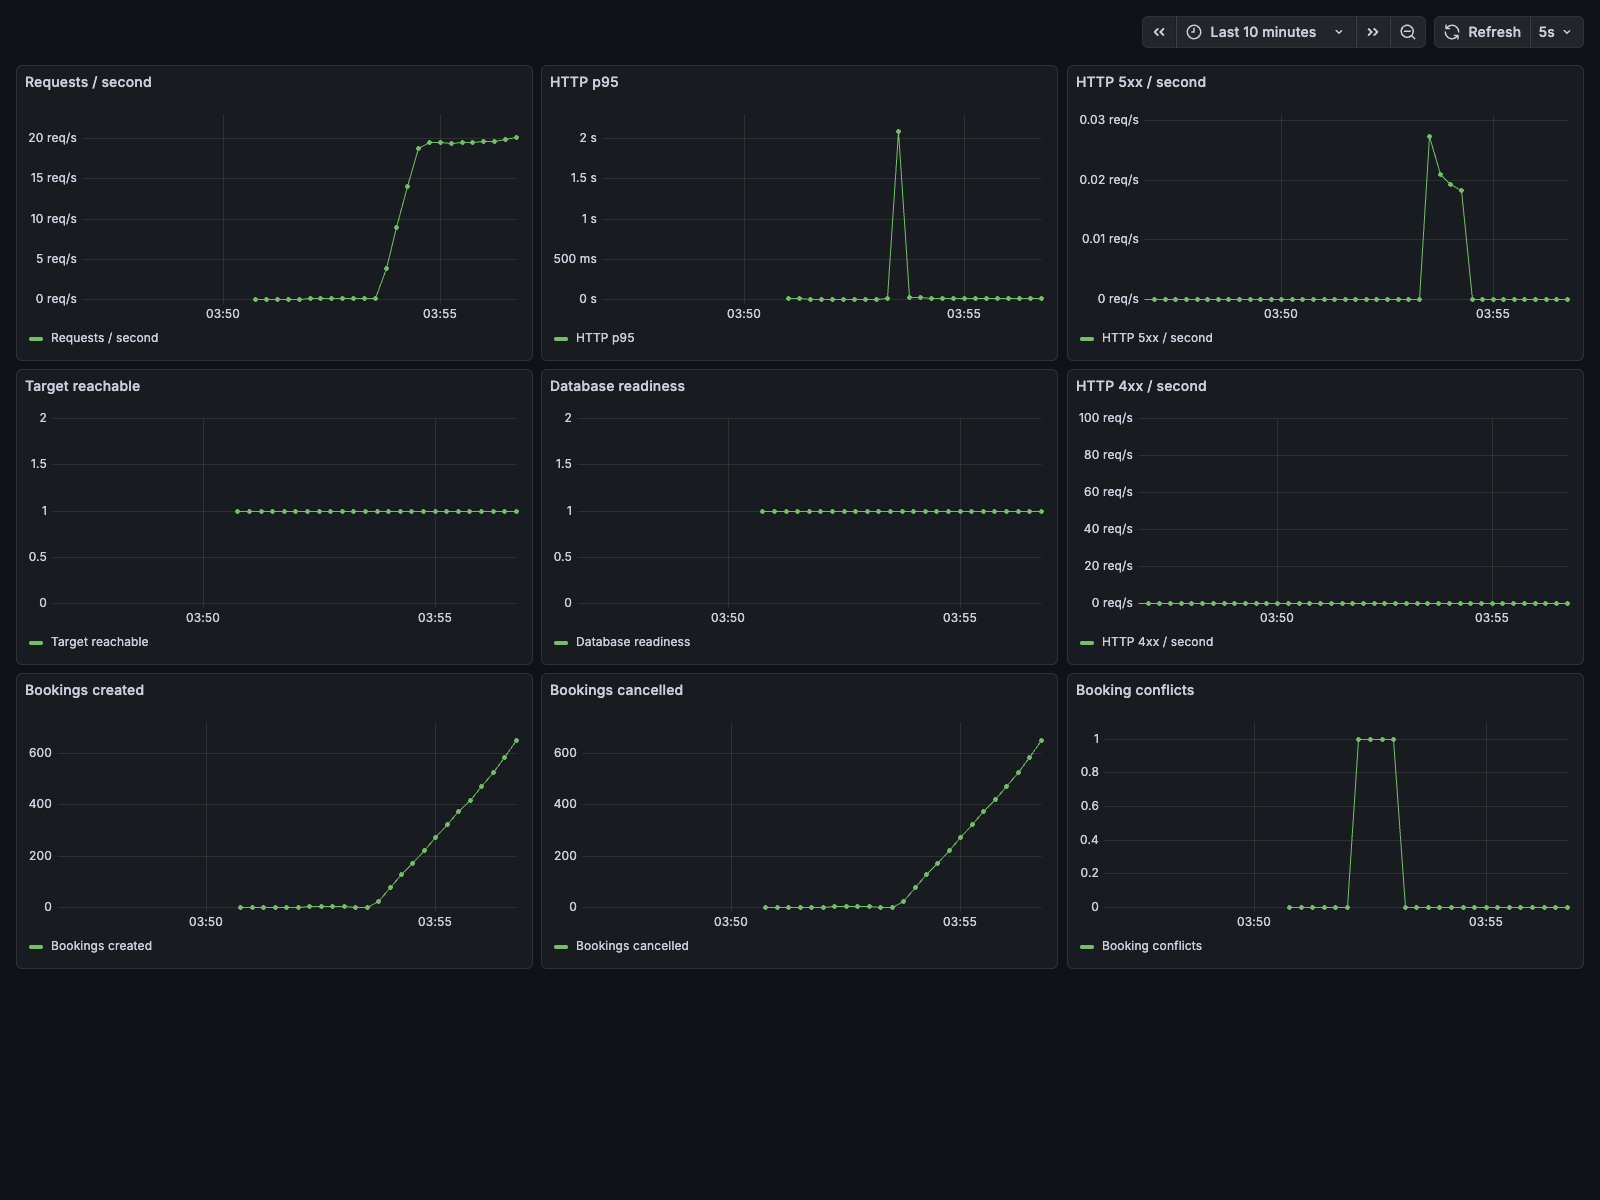 Last 10 minutes
Refresh
5s
Requests / second
20 req/s
15 req/s
10 req/s
5 req/s
0 req/s
03:50
03:55
Requests / second
HTTP p95
2 s
1.5 s
1 s
500 ms
0 s
03:50
03:55
HTTP p95
HTTP 5xx / second
0.03 req/s
0.02 req/s
0.01 req/s
0 req/s
03:50
03:55
HTTP 5xx / second
Target reachable
2
1.5
1
0.5
0
03:50
03:55
Target reachable
Database readiness
2
1.5
1
0.5
0
03:50
03:55
Database readiness
HTTP 4xx / second
100 req/s
80 req/s
60 req/s
40 req/s
20 req/s
0 req/s
03:50
03:55
HTTP 4xx / second
Bookings created
600
400
200
0
03:50
03:55
Bookings created
Bookings cancelled
600
400
200
0
03:50
03:55
Bookings cancelled
Booking conflicts
1
0.8
0.6
0.4
0.2
0
03:50
03:55
Booking conflicts